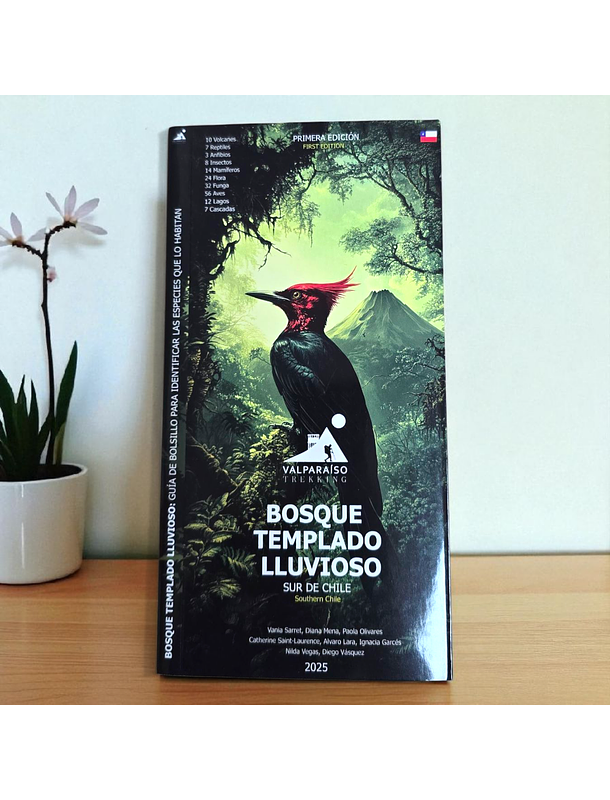 10 Volcanes
7 Reptiles
3 Anfibios
8 Insectos
14 Mamíferos
24 Flora
32 Funga
56 Aves
12 Lagos
7 Cascadas
PRIMERA EDICIÓN
FIRST EDITION
BOSQUE TEMPLADO LLUVIOSO: GUÍA DE BOLSILLO PARA IDENTIFICAR LAS ESPECIES QUE LO HABITAN
VALPARAÍSO
TREKKING
BOSQUE
TEMPLADO
LLUVIOSO
SUR DE CHILE
Southern Chile
Vania Sarret, Diana Mena, Paola Olivares
Catherine Saint-Laurence, Alvaro Lara, Ignacia Garcés
Nilda Vegas, Diego Vásquez
2025